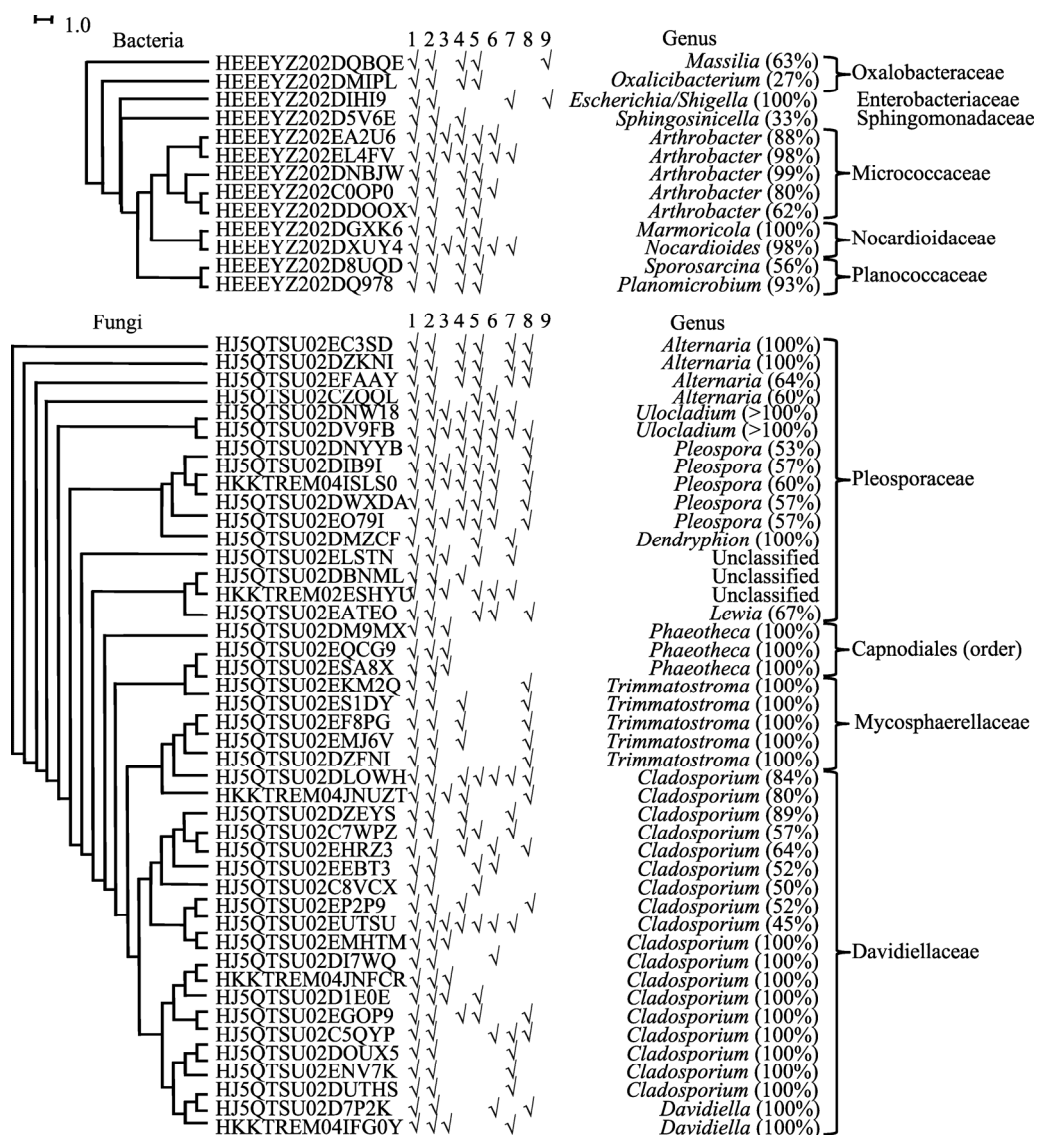 1.0
Bacteria 1 2 3 4 5 6 7 8 9 Genus
HEEEYZ202DQBQE √ √ √ √ √ Massilia (63%)
HEEEYZ202DMIPL √ √ √ √ Oxalicibacterium (27%)
Oxalobacteraceae
HEEEYZ202DIHI9 √ √ √ √ Escherichia/Shigella (100%) Enterobacteriaceae
HEEEYZ202D5V6E √ √ √ Sphingosinicella (33%) Sphingomonadaceae
HEEEYZ202EA2U6 √ √ √ √ √ √ Arthrobacter (88%)
HEEEYZ202EL4FV √ √ √ √ √ √ √ Arthrobacter (98%)
HEEEYZ202DNBJW √ √ √ √ Arthrobacter (99%)
HEEEYZ202C0OP0 √ √ √ √ √ Arthrobacter (80%)
HEEEYZ202DDOOX √ √ √ √ Arthrobacter (62%)
Micrococcaceae
HEEEYZ202DGXK6 √ √ √ √ Marmoricola (100%)
HEEEYZ202DXUY4 √ √ √ √ √ √ √ Nocardioides (98%)
Nocardioidaceae
HEEEYZ202D8UQD √ √ √ √ Sporosarcina (56%)
HEEEYZ202DQ978 √ √ √ √ Planomicrobium (93%)
Planococcaceae
Fungi 1 2 3 4 5 6 7 8 9 Genus
HJ5QTSU02EC3SD √ √ √ √ √ √ Alternaria (100%)
HJ5QTSU02DZKNI √ √ √ √ √ √ Alternaria (100%)
HJ5QTSU02EFAAY √ √ √ √ √ √ Alternaria (64%)
HJ5QTSU02CZQQL √ √ √ √ Alternaria (60%)
HJ5QTSU02DNW18 √ √ √ √ √ √ √ Ulocladium (>100%)
HJ5QTSU02DV9FB √ √ √ √ √ √ √ √ Ulocladium (>100%)
HJ5QTSU02DNYYB √ √ √ √ √ √ Pleospora (53%)
HJ5QTSU02DIB9I √ √ √ √ √ √ √ Pleospora (57%)
HKKTREM04ISLS0 √ √ √ √ √ √ √ Pleospora (60%)
HJ5QTSU02DWXDA √ √ √ √ √ √ Pleospora (57%)
HJ5QTSU02EO79I √ √ √ √ √ √ √ Pleospora (57%)
HJ5QTSU02DMZCF √ √ √ √ Dendryphion (100%)
HJ5QTSU02ELSTN √ √ √ √ √ Unclassified
HJ5QTSU02DBNML √ √ √ Unclassified
HKKTREM02ESHYU √ √ √ √ √ √ Unclassified
HJ5QTSU02EATEO √ √ √ √ √ Lewia (67%)
Pleosporaceae
HJ5QTSU02DM9MX √ √ √ Phaeotheca (100%)
HJ5QTSU02EQCG9 √ √ √ Phaeotheca (100%)
HJ5QTSU02ESA8X √ √ √ Phaeotheca (100%)
Capnodiales (order)
HJ5QTSU02EKM2Q √ √ √ Trimmatostroma (100%)
HJ5QTSU02ES1DY √ √ √ √ Trimmatostroma (100%)
HJ5QTSU02EF8PG √ √ √ √ Trimmatostroma (100%)
HJ5QTSU02EMJ6V √ √ √ √ Trimmatostroma (100%)
HJ5QTSU02DZFNI √ √ √ Trimmatostroma (100%)
Mycosphaerellaceae
HJ5QTSU02DLOWH √ √ √ √ √ √ √ Cladosporium (84%)
HKKTREM04JNUZT √ √ √ √ √ Cladosporium (80%)
HJ5QTSU02DZEYS √ √ √ √ Cladosporium (89%)
HJ5QTSU02C7WPZ √ √ √ √ √ Cladosporium (57%)
HJ5QTSU02EHRZ3 √ √ √ √ √ Cladosporium (64%)
HJ5QTSU02EEBT3 √ √ √ √ Cladosporium (52%)
HJ5QTSU02C8VCX √ √ √ Cladosporium (50%)
HJ5QTSU02EP2P9 √ √ √ √ Cladosporium (52%)
HJ5QTSU02EUTSU √ √ √ √ √ √ √ Cladosporium (45%)
HJ5QTSU02EMHTM √ √ √ Cladosporium (100%)
HJ5QTSU02DI7WQ √ √ √ Cladosporium (100%)
HKKTREM04JNFCR √ √ √ Cladosporium (100%)
HJ5QTSU02D1E0E √ √ √ √ Cladosporium (100%)
HJ5QTSU02EGOP9 √ √ √ √ √ Cladosporium (100%)
HJ5QTSU02C5QYP √ √ √ √ √ Cladosporium (100%)
HJ5QTSU02DOUX5 √ √ √ Cladosporium (100%)
HJ5QTSU02ENV7K √ √ √ Cladosporium (100%)
HJ5QTSU02DUTHS √ √ √ Cladosporium (100%)
HJ5QTSU02D7P2K √ √ √ √ Davidiella (100%)
HKKTREM04IFG0Y √ √ √ √ Davidiella (100%)
Davidiellaceae